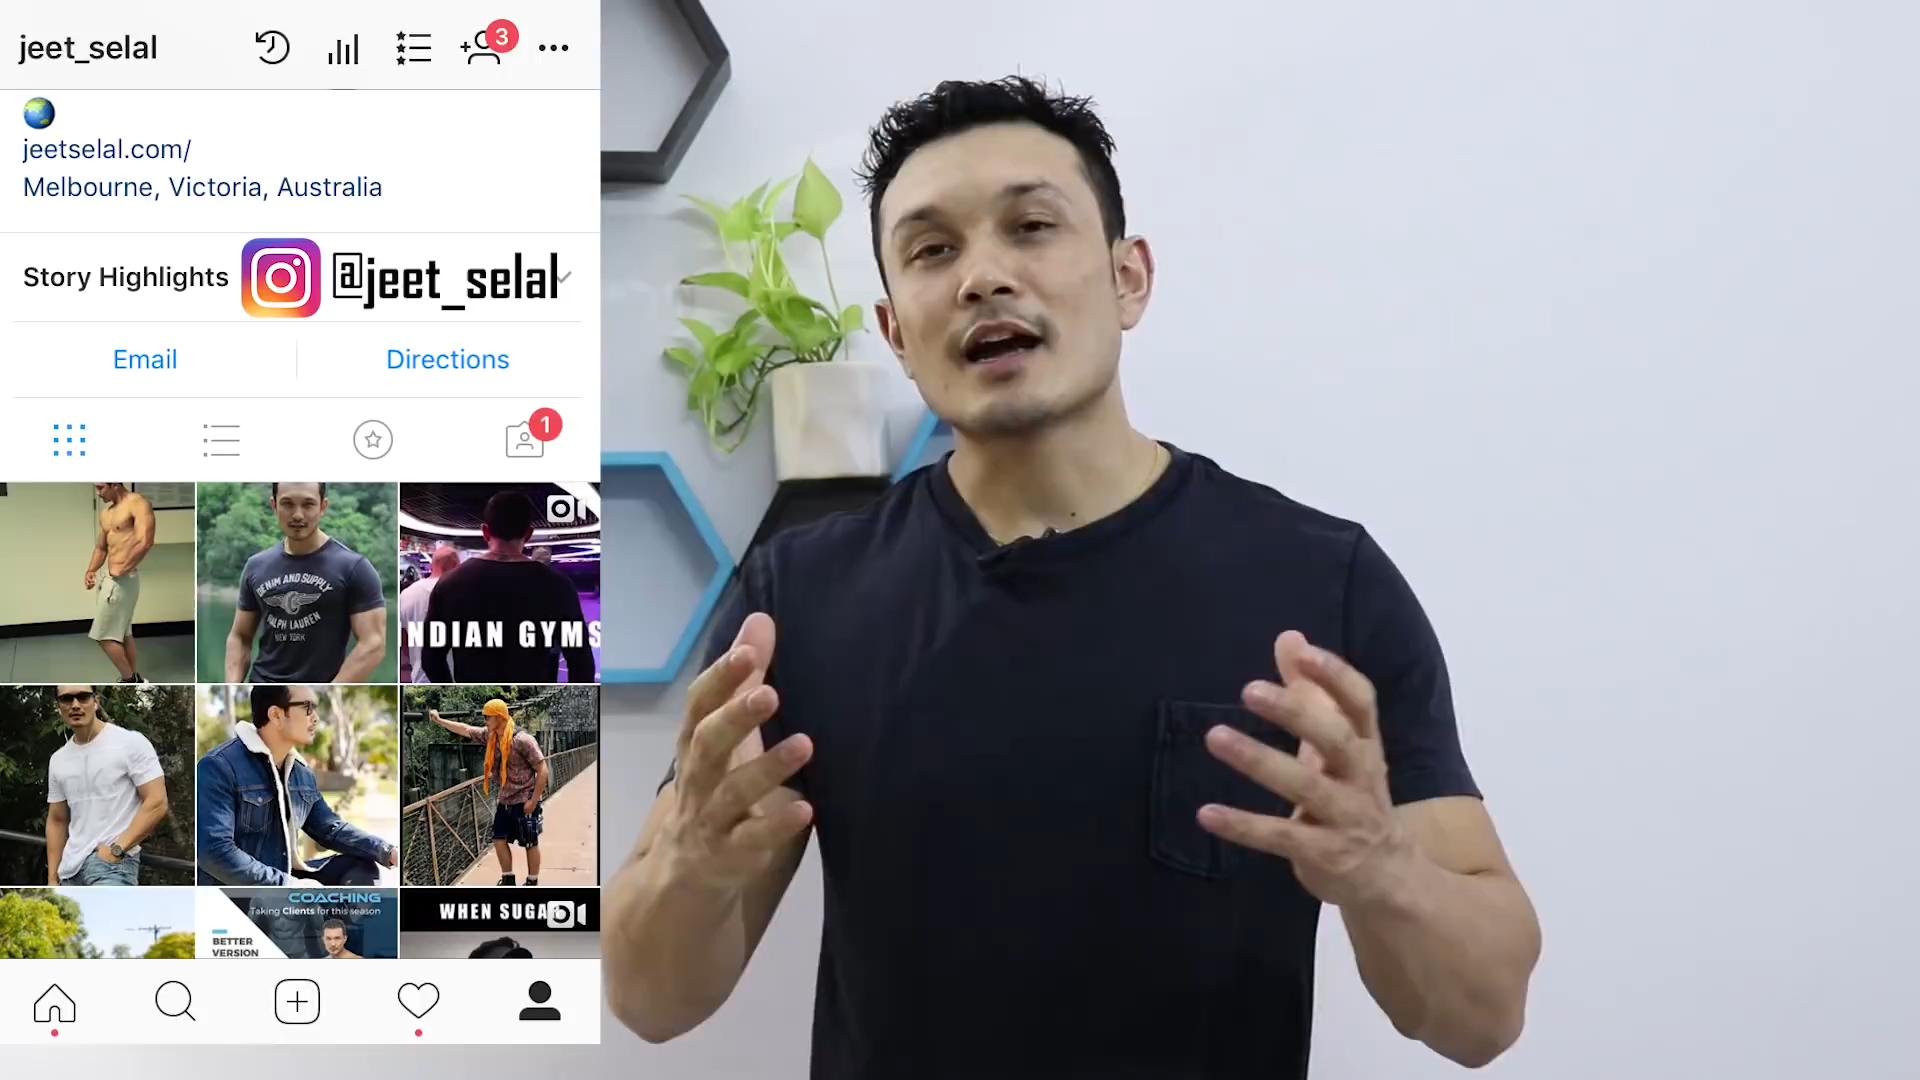 jeet_selal
3
jeetselal.com/
Melbourne, Victoria, Australia
Story Highlights
@jeet_selal
Email
Directions
1
DENIM AND SUPPLY
RALPH LAUREN
NEW YORK
NDIAN GYMS
COACHING
Taking Clients for this season
BETTER
VERSION
WHEN SUGA